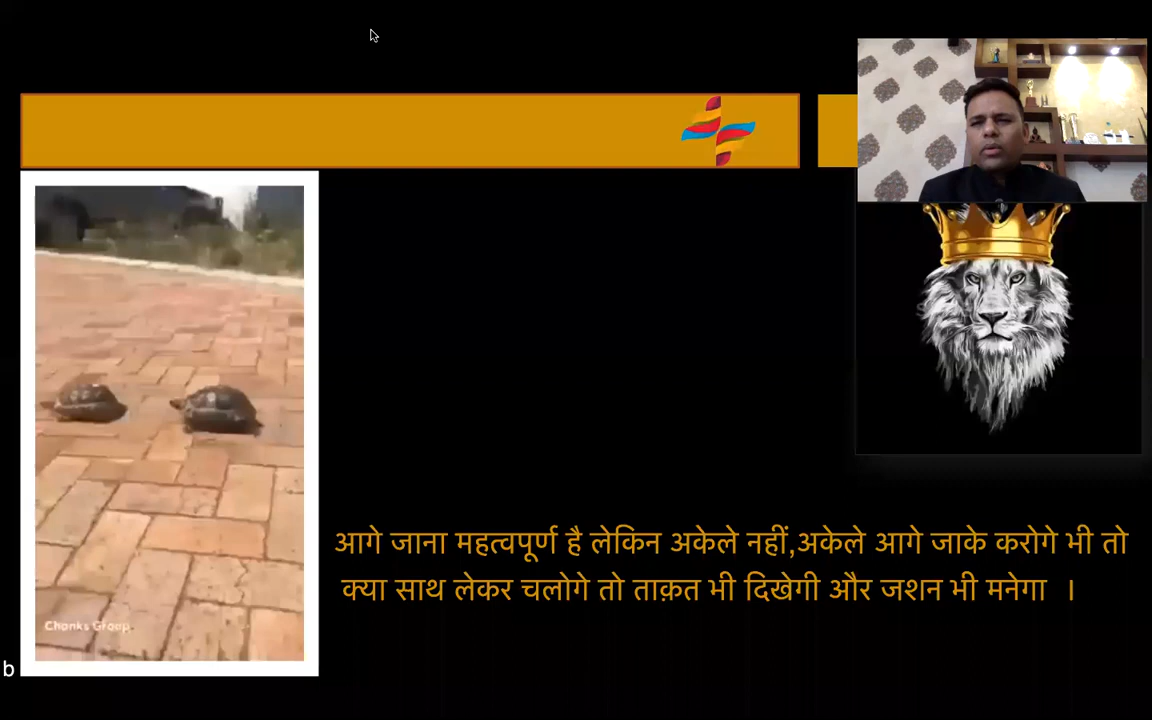 आगे जाना महत्वपूर्ण है लेकिन अकेले नहीं,अकेले आगे जाके करोगे भी तो
क्या साथ लेकर चलोगे तो ताक़त भी दिखेगी और जशन भी मनेगा ।
Chanks Group
b